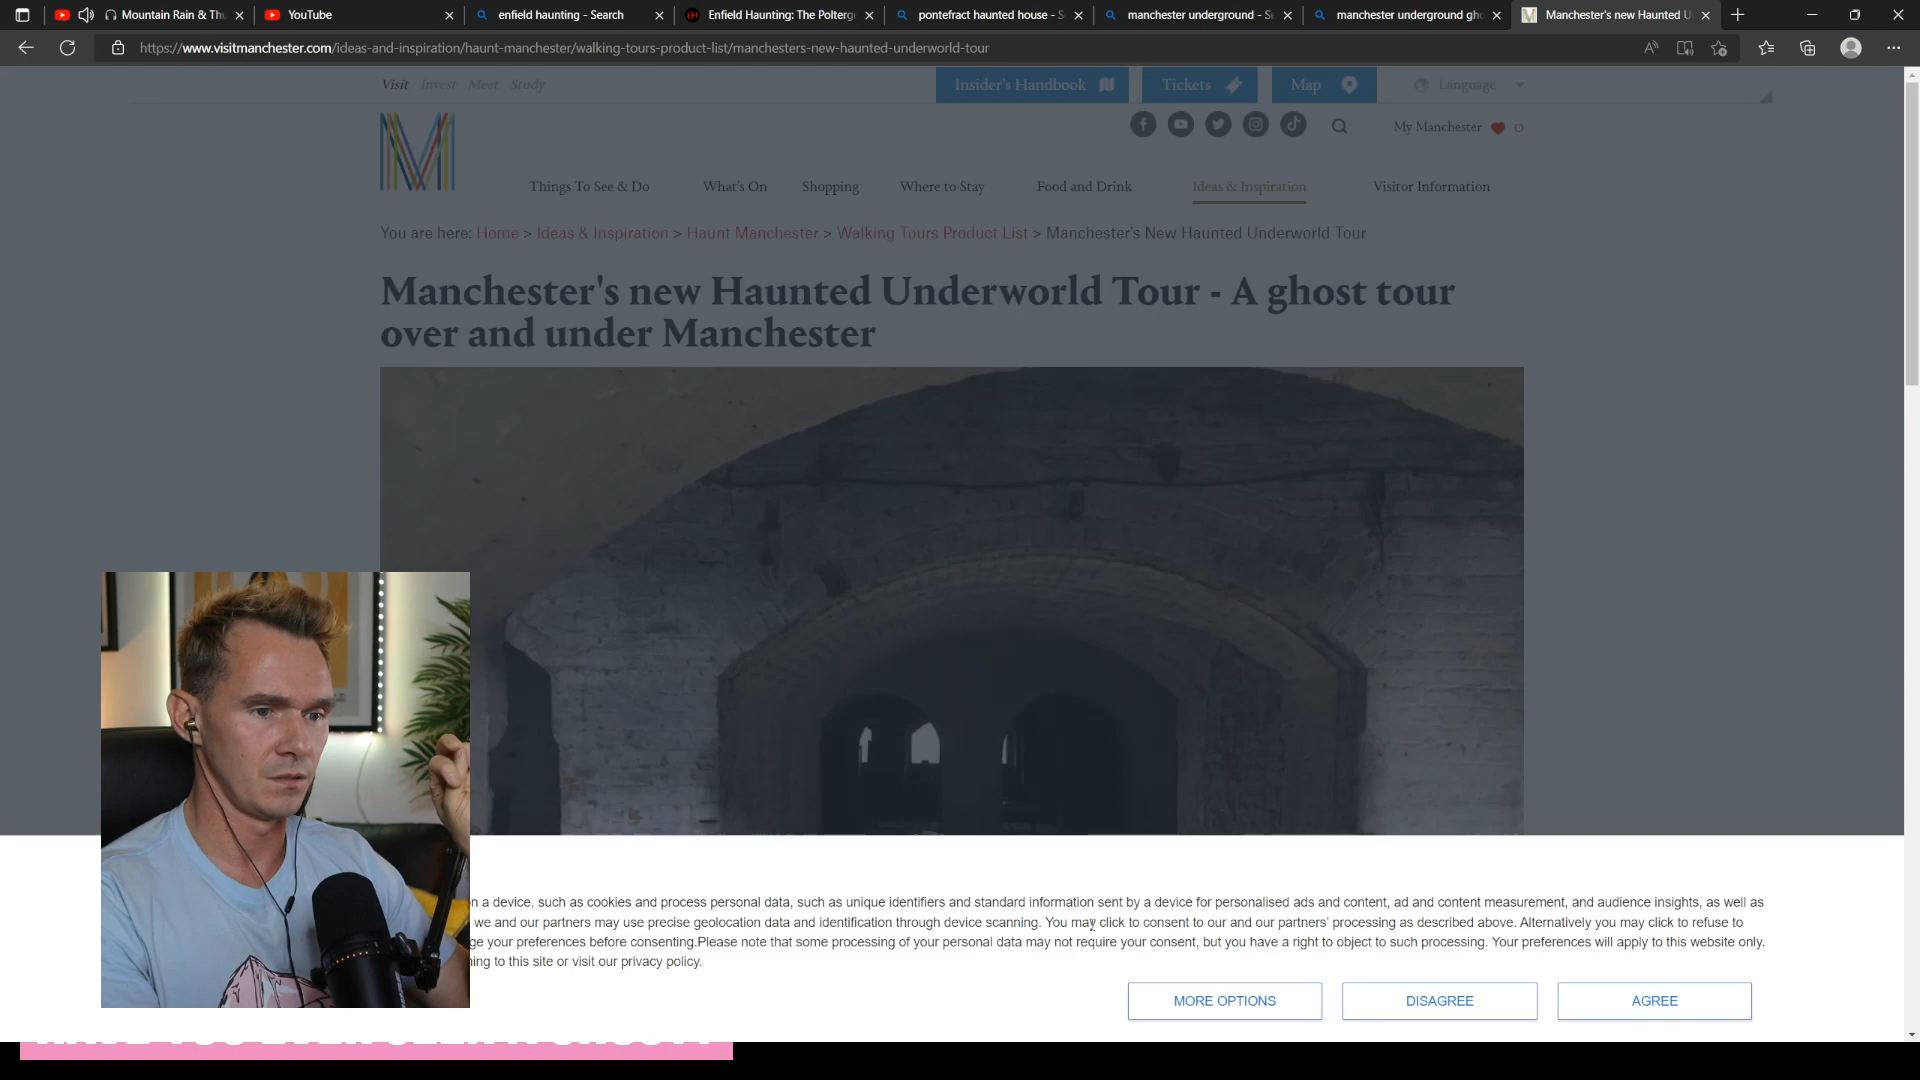 Mountain Rain & Th
YouTube
enfield haunting - Search
Enfield Haunting: The Polterge
pontefract haunted house - S
manchester underground - Se
manchester underground gh
Manchester's new Haunted U
https://www.visitmanchester.com/ideas-and-inspiration/haunt-manchester/walking-tours-product-list/manchesters-new-haunted-underworld-tour
Visit Invest Meet Study
Insider's Handbook
Tickets
Map
Language
My Manchester 0
Things To See & Do
What's On
Shopping
Where to Stay
Food and Drink
Ideas & Inspiration
Visitor Information
You are here: Home > Ideas & Inspiration > Haunt Manchester > Walking Tours Product List > Manchester's New Haunted Underworld Tour
Manchester's new Haunted Underworld Tour - A ghost tour
over and under Manchester
n a device, such as cookies and process personal data, such as unique identifiers and standard information sent by a device for personalised ads and content, ad and content measurement, and audience insights, as well as
we and our partners may use precise geolocation data and identification through device scanning. You may click to consent to our and our partners' processing as described above. Alternatively you may click to refuse to
ge your preferences before consenting.Please note that some processing of your personal data may not require your consent, but you have a right to object to such processing. Your preferences will apply to this website only.
ning to this site or visit our privacy policy.
MORE OPTIONS
DISAGREE
AGREE